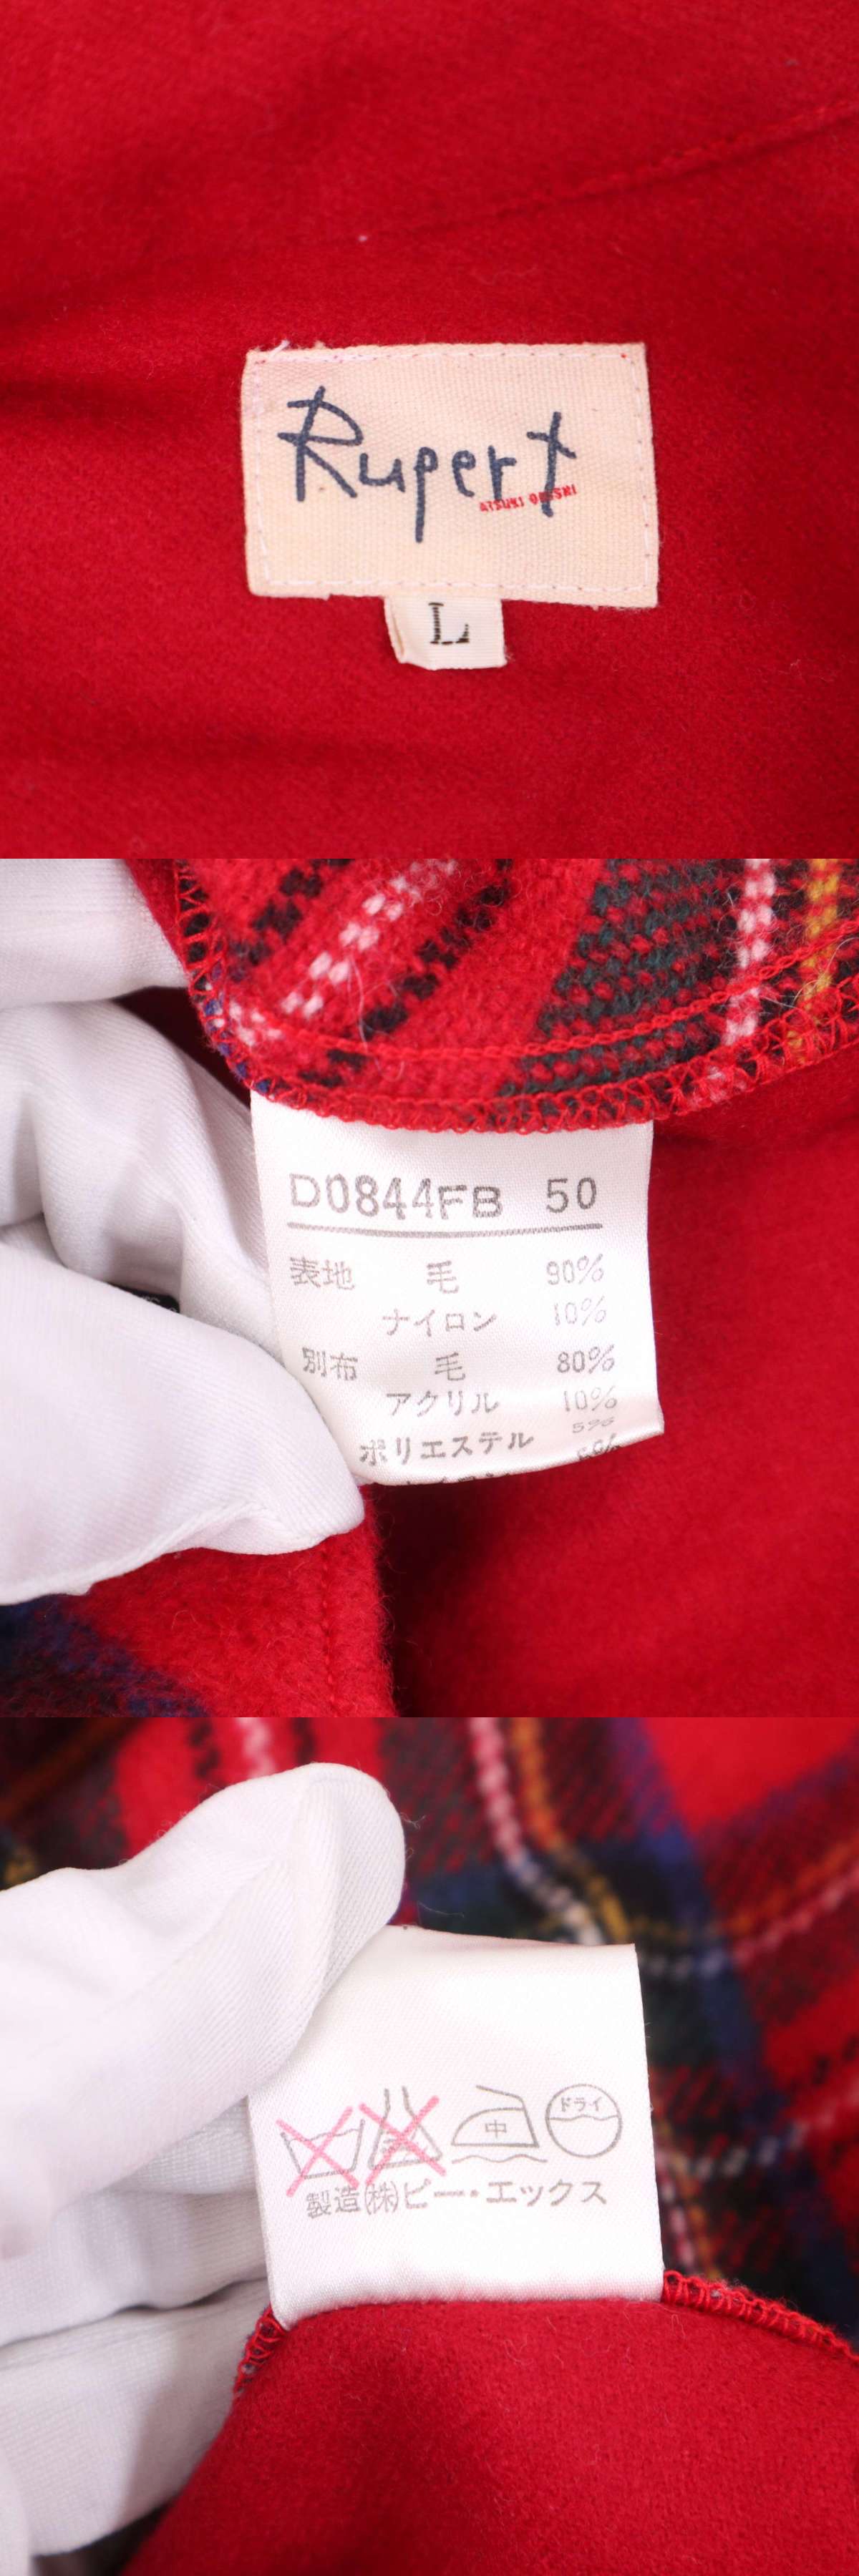 Rupert
L
D0844FB 50
表地 毛 90%
ナイロン 10%
別布 毛 80%
アクリル 10%
ポリエステル 5%
中 ドライ
製造(株)ピー・エックス